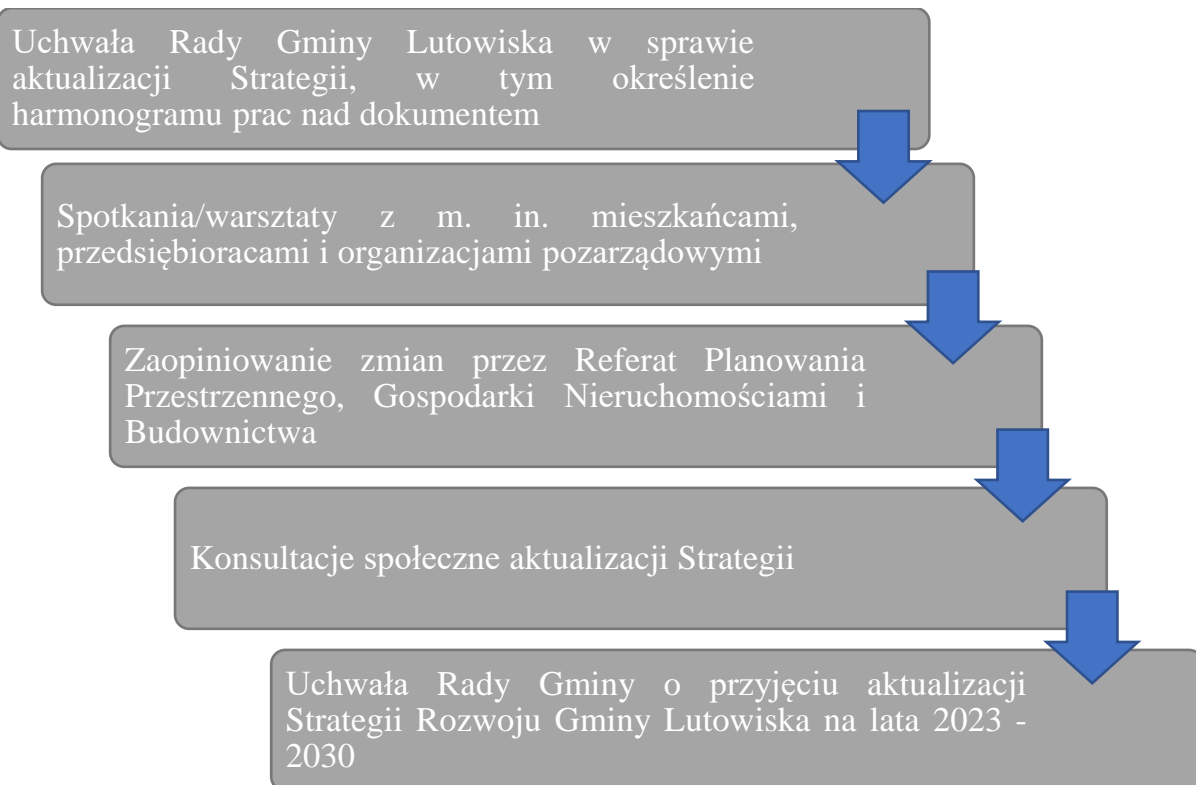 Uchwała Rady Gminy Lutowiska w sprawie
aktualizacji Strategii, w tym określenie
harmonogramu prac nad dokumentem
Spotkania/warsztaty z m. in. mieszkańcami,
przedsiębioracami i organizacjami pozarządowymi
Zaopiniowanie zmian przez Referat Planowania
Przestrzennego, Gospodarki Nieruchomościami i
Budownictwa
Konsultacje społeczne aktualizacji Strategii
Uchwała Rady Gminy o przyjęciu aktualizacji
Strategii Rozwoju Gminy Lutowiska na lata 2023 -
2030